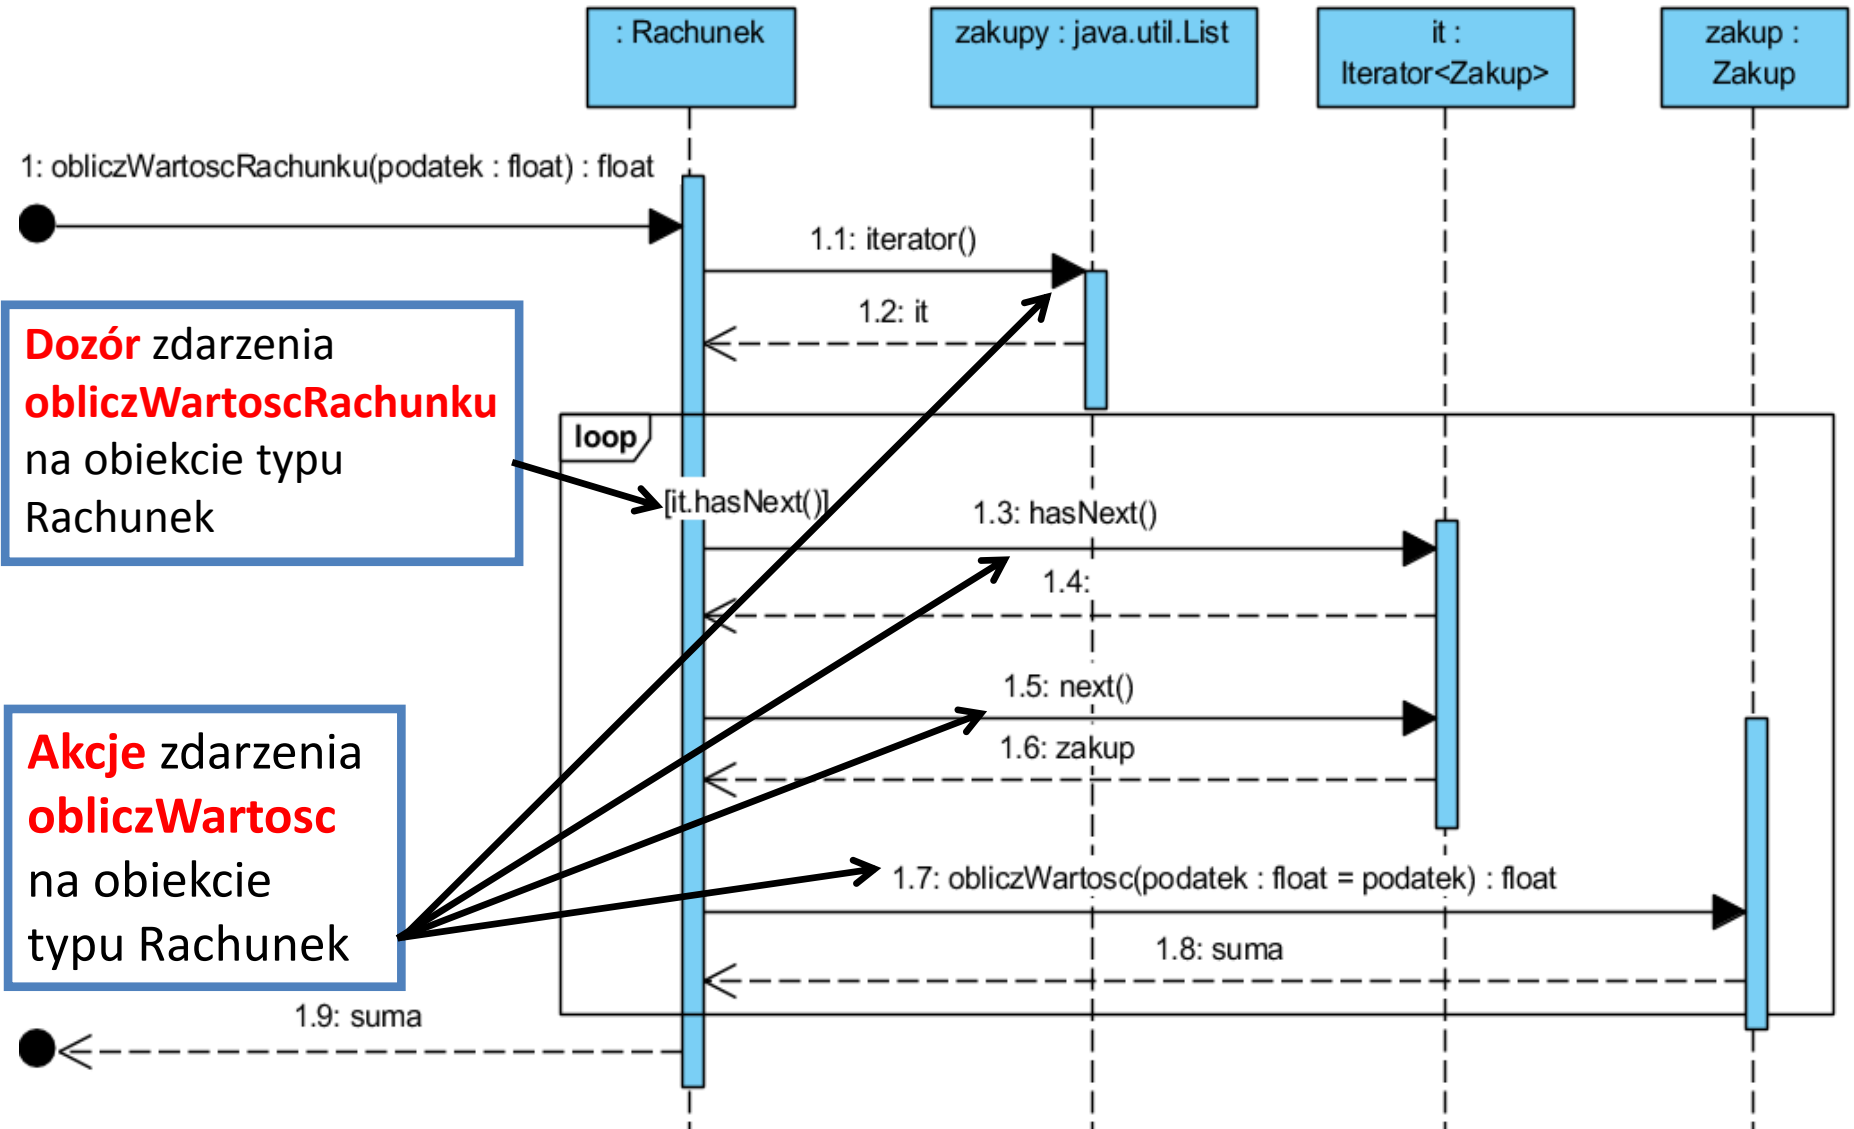 : Rachunek
zakupy : java.util.List
it :
Iterator<Zakup>
zakup :
Zakup
1: obliczWartoscRachunku(podatek : float) : float
1.1: iterator()
1.2: it
Dozór zdarzenia
obliczWartoscRachunku
na obiekcie typu
Rachunek
loop
[it.hasNext()]
1.3: hasNext()
1.4:
1.5: next()
1.6: zakup
Akcje zdarzenia
obliczWartosc
na obiekcie
typu Rachunek
1.7: obliczWartosc(podatek : float = podatek) : float
1.8: suma
1.9: suma